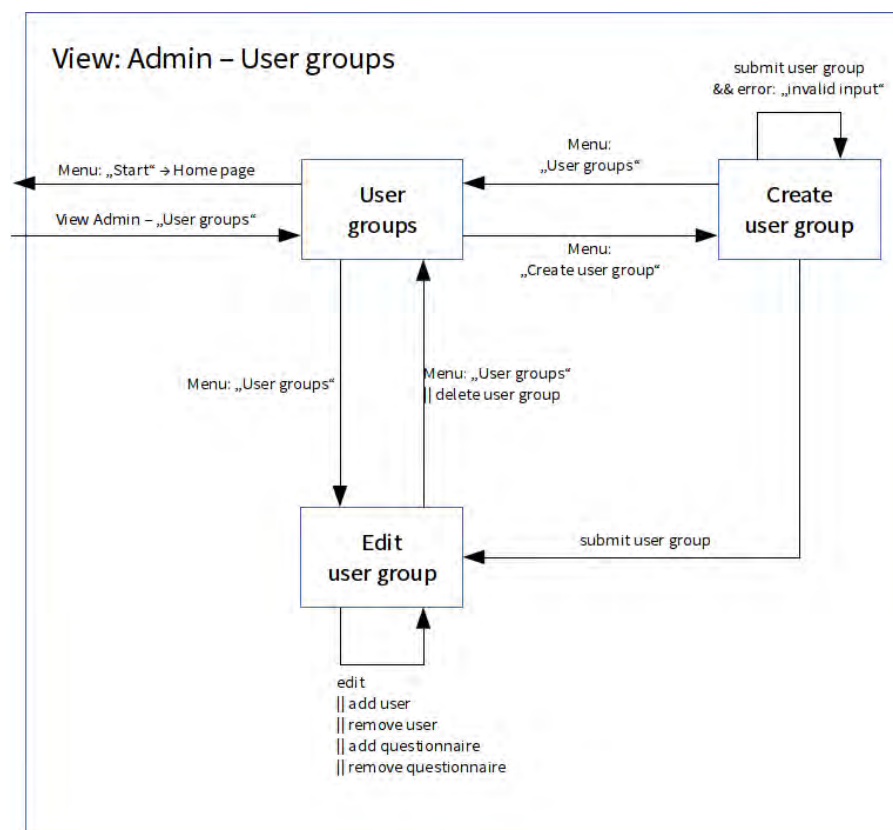 View: Admin – User groups
submit user group
&& error: „invalid input“
Menu: „Start“ → Home page
Menu:
„User groups“
User
groups
Create
user group
View Admin – „User groups“
Menu:
„Create user group“
Menu: „User groups“
Menu: „User groups“
|| delete user group
Edit
user group
submit user group
edit
|| add user
|| remove user
|| add questionnaire
|| remove questionnaire